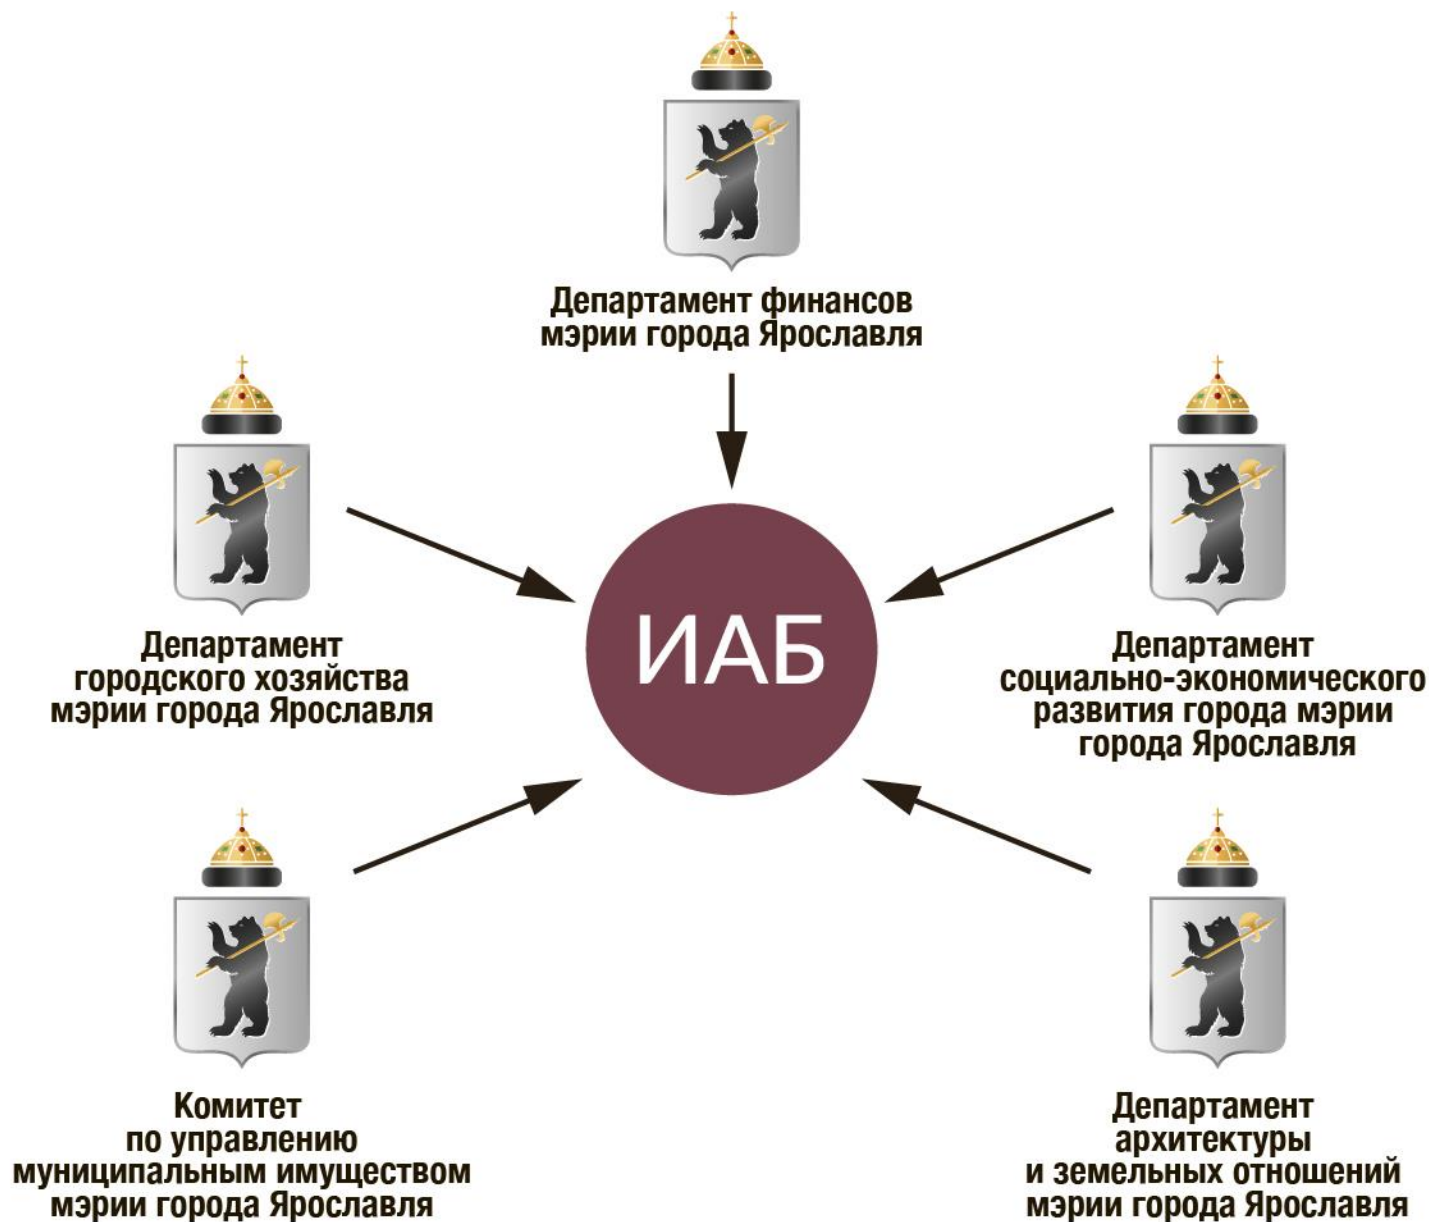 Департамент финансов
мэрии города Ярославля
Департамент
городского хозяйства
мэрии города Ярославля
ИАБ
Департамент
социально-экономического
развития города мэрии
города Ярославля
Комитет
по управлению
муниципальным имуществом
мэрии города Ярославля
Департамент
архитектуры
и земельных отношений
мэрии города Ярославля